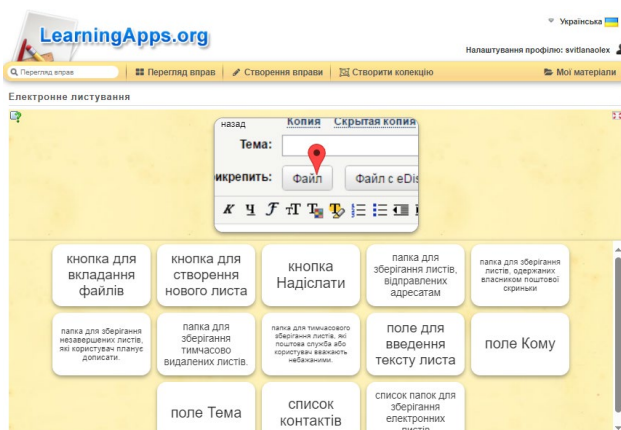 LearningApps.org
Українська
Налаштування профілю: svitlanaolex
Перегляд вправ
Перегляд вправ
Створення вправи
Створити колекцію
Мої матеріали
Електронне листування
назад
Копия Скрытая копия
Тема:
икрепить:
Файл
Файл с eDis
К Ч F тT T
кнопка для
вкладання
файлів
кнопка для
створення
нового листа
кнопка
Надіслати
папка для
зберігання листів,
відправлених
адресатам
папка для зберігання
листів, одержаних
власником поштової
скриньки
папка для зберігання
незавершених листів,
які користувач планує
дописати.
папка для
зберігання
тимчасово
видалених листів.
папка для тимчасового
зберігання листів, які
поштова служба або
користувач вважають
небажаними.
поле для
введення
тексту листа
поле Кому
поле Тема
список
контактів
список папок для
зберігання
електронних
листів